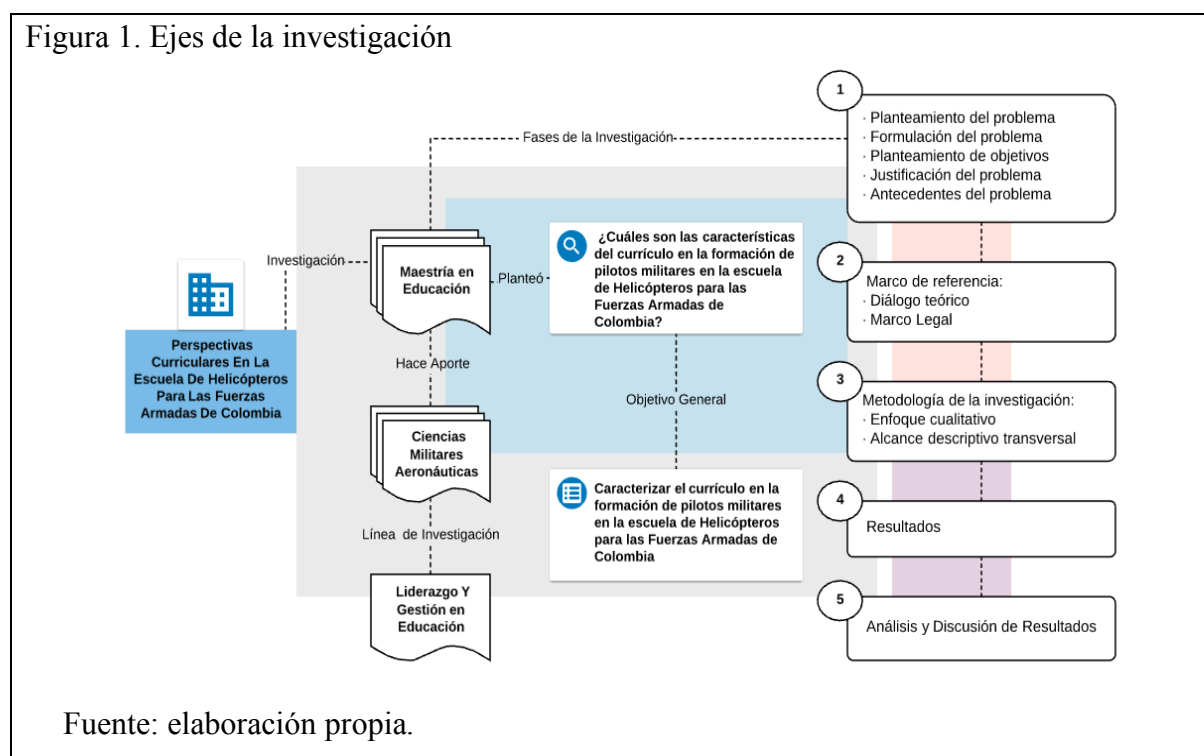 Figura 1. Ejes de la investigación
Fases de la Investigación
Investigación
Perspectivas
Curriculares En La
Escuela De Helicópteros
Para Las Fuerzas
Armadas De Colombia
Maestría en
Educación
Planteó
¿Cuáles son las características
del currículo en la formación de
pilotos militares en la escuela
de Helicópteros para las
Fuerzas Armadas de
Colombia?
Hace Aporte
Objetivo General
Ciencias
Militares
Aeronáuticas
Caracterizar el currículo en la
formación de pilotos militares
en la escuela de Helicópteros
para las Fuerzas Armadas de
Colombia
Línea de Investigación
Liderazgo Y
Gestión en
Educación
1
· Planteamiento del problema
· Formulación del problema
· Planteamiento de objetivos
· Justificación del problema
· Antecedentes del problema
2
Marco de referencia:
· Diálogo teórico
· Marco Legal
3
Metodología de la investigación:
· Enfoque cualitativo
· Alcance descriptivo transversal
4
Resultados
5
Análisis y Discusión de Resultados
Fuente: elaboración propia.